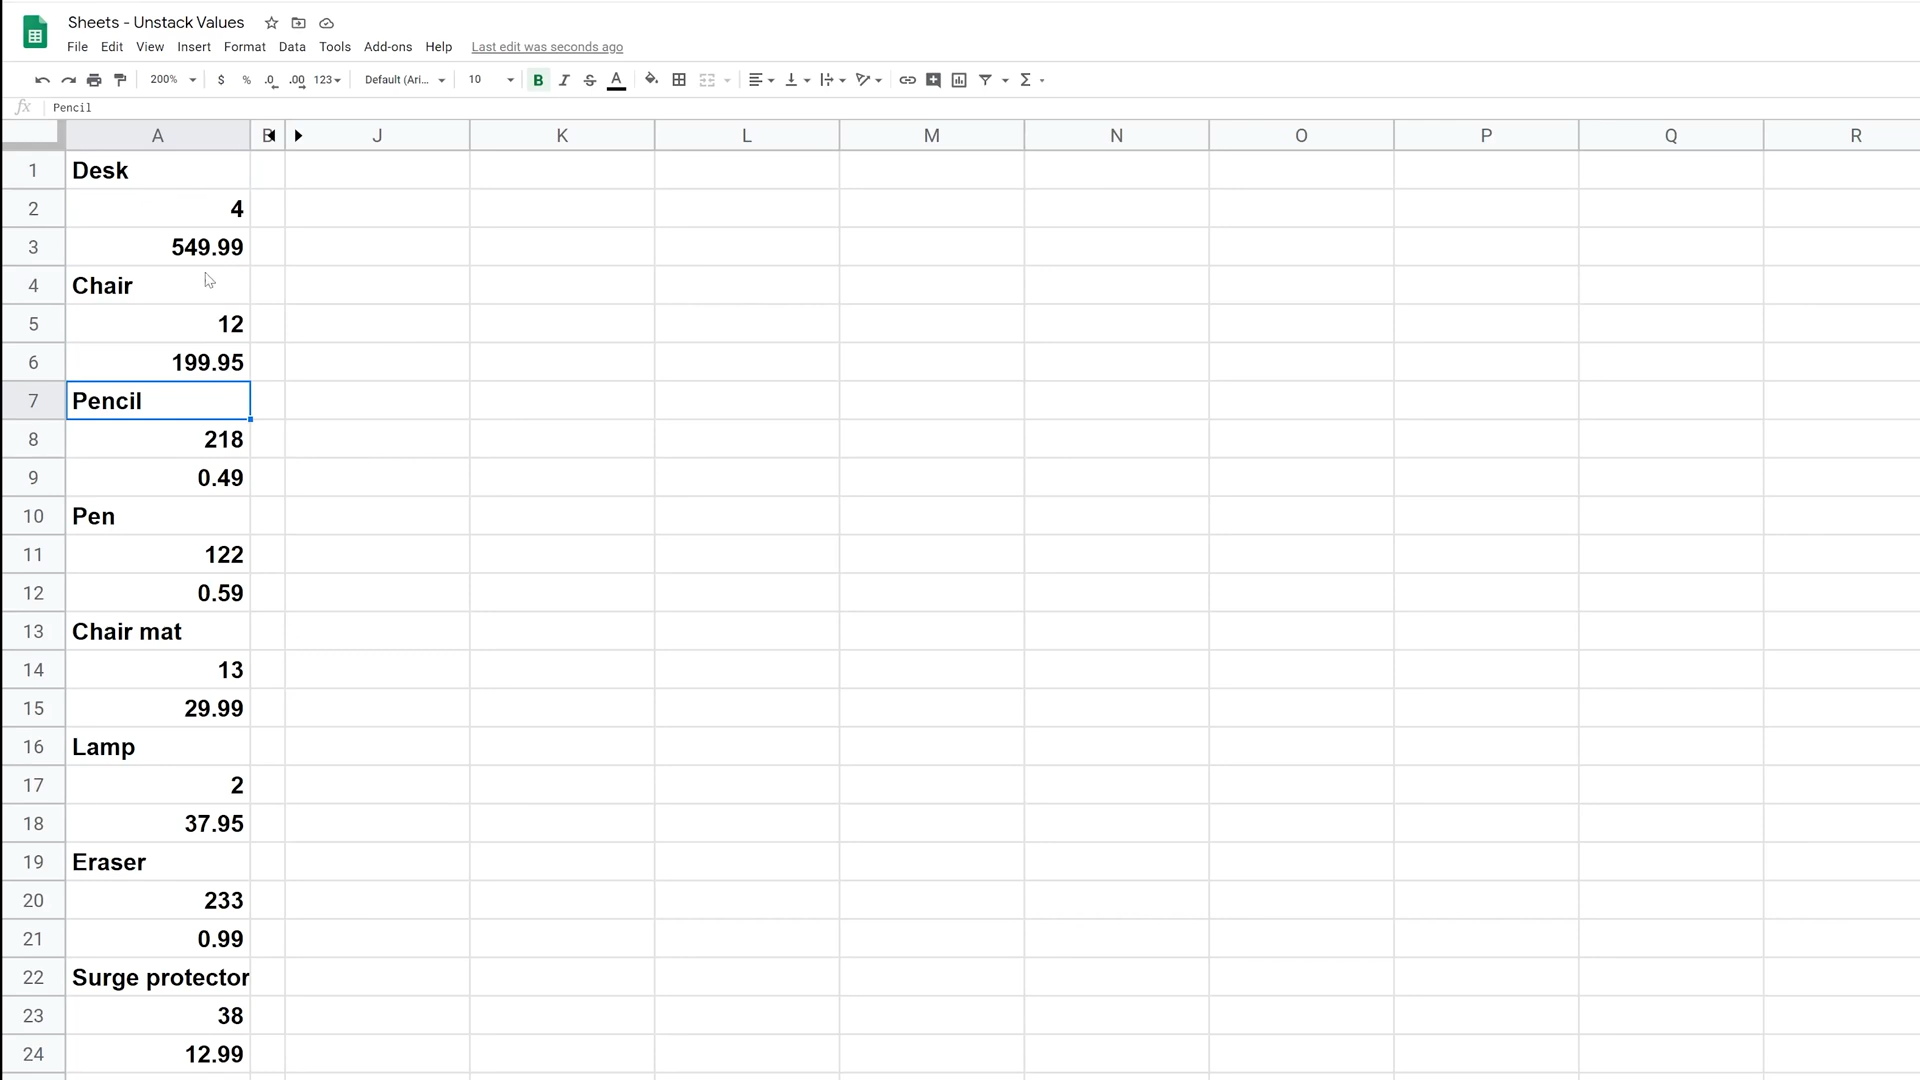 Sheets - Unstack Values
File Edit View Insert Format Data Tools Add-ons Help Last edit was seconds ago
200% $ % .0 .00 123 Default (Ari... 10 B I S A Σ
fx Pencil
A J K L M N O P Q R
1 Desk
2 4
3 549.99
4 Chair
5 12
6 199.95
7 Pencil
8 218
9 0.49
10 Pen
11 122
12 0.59
13 Chair mat
14 13
15 29.99
16 Lamp
17 2
18 37.95
19 Eraser
20 233
21 0.99
22 Surge protector
23 38
24 12.99